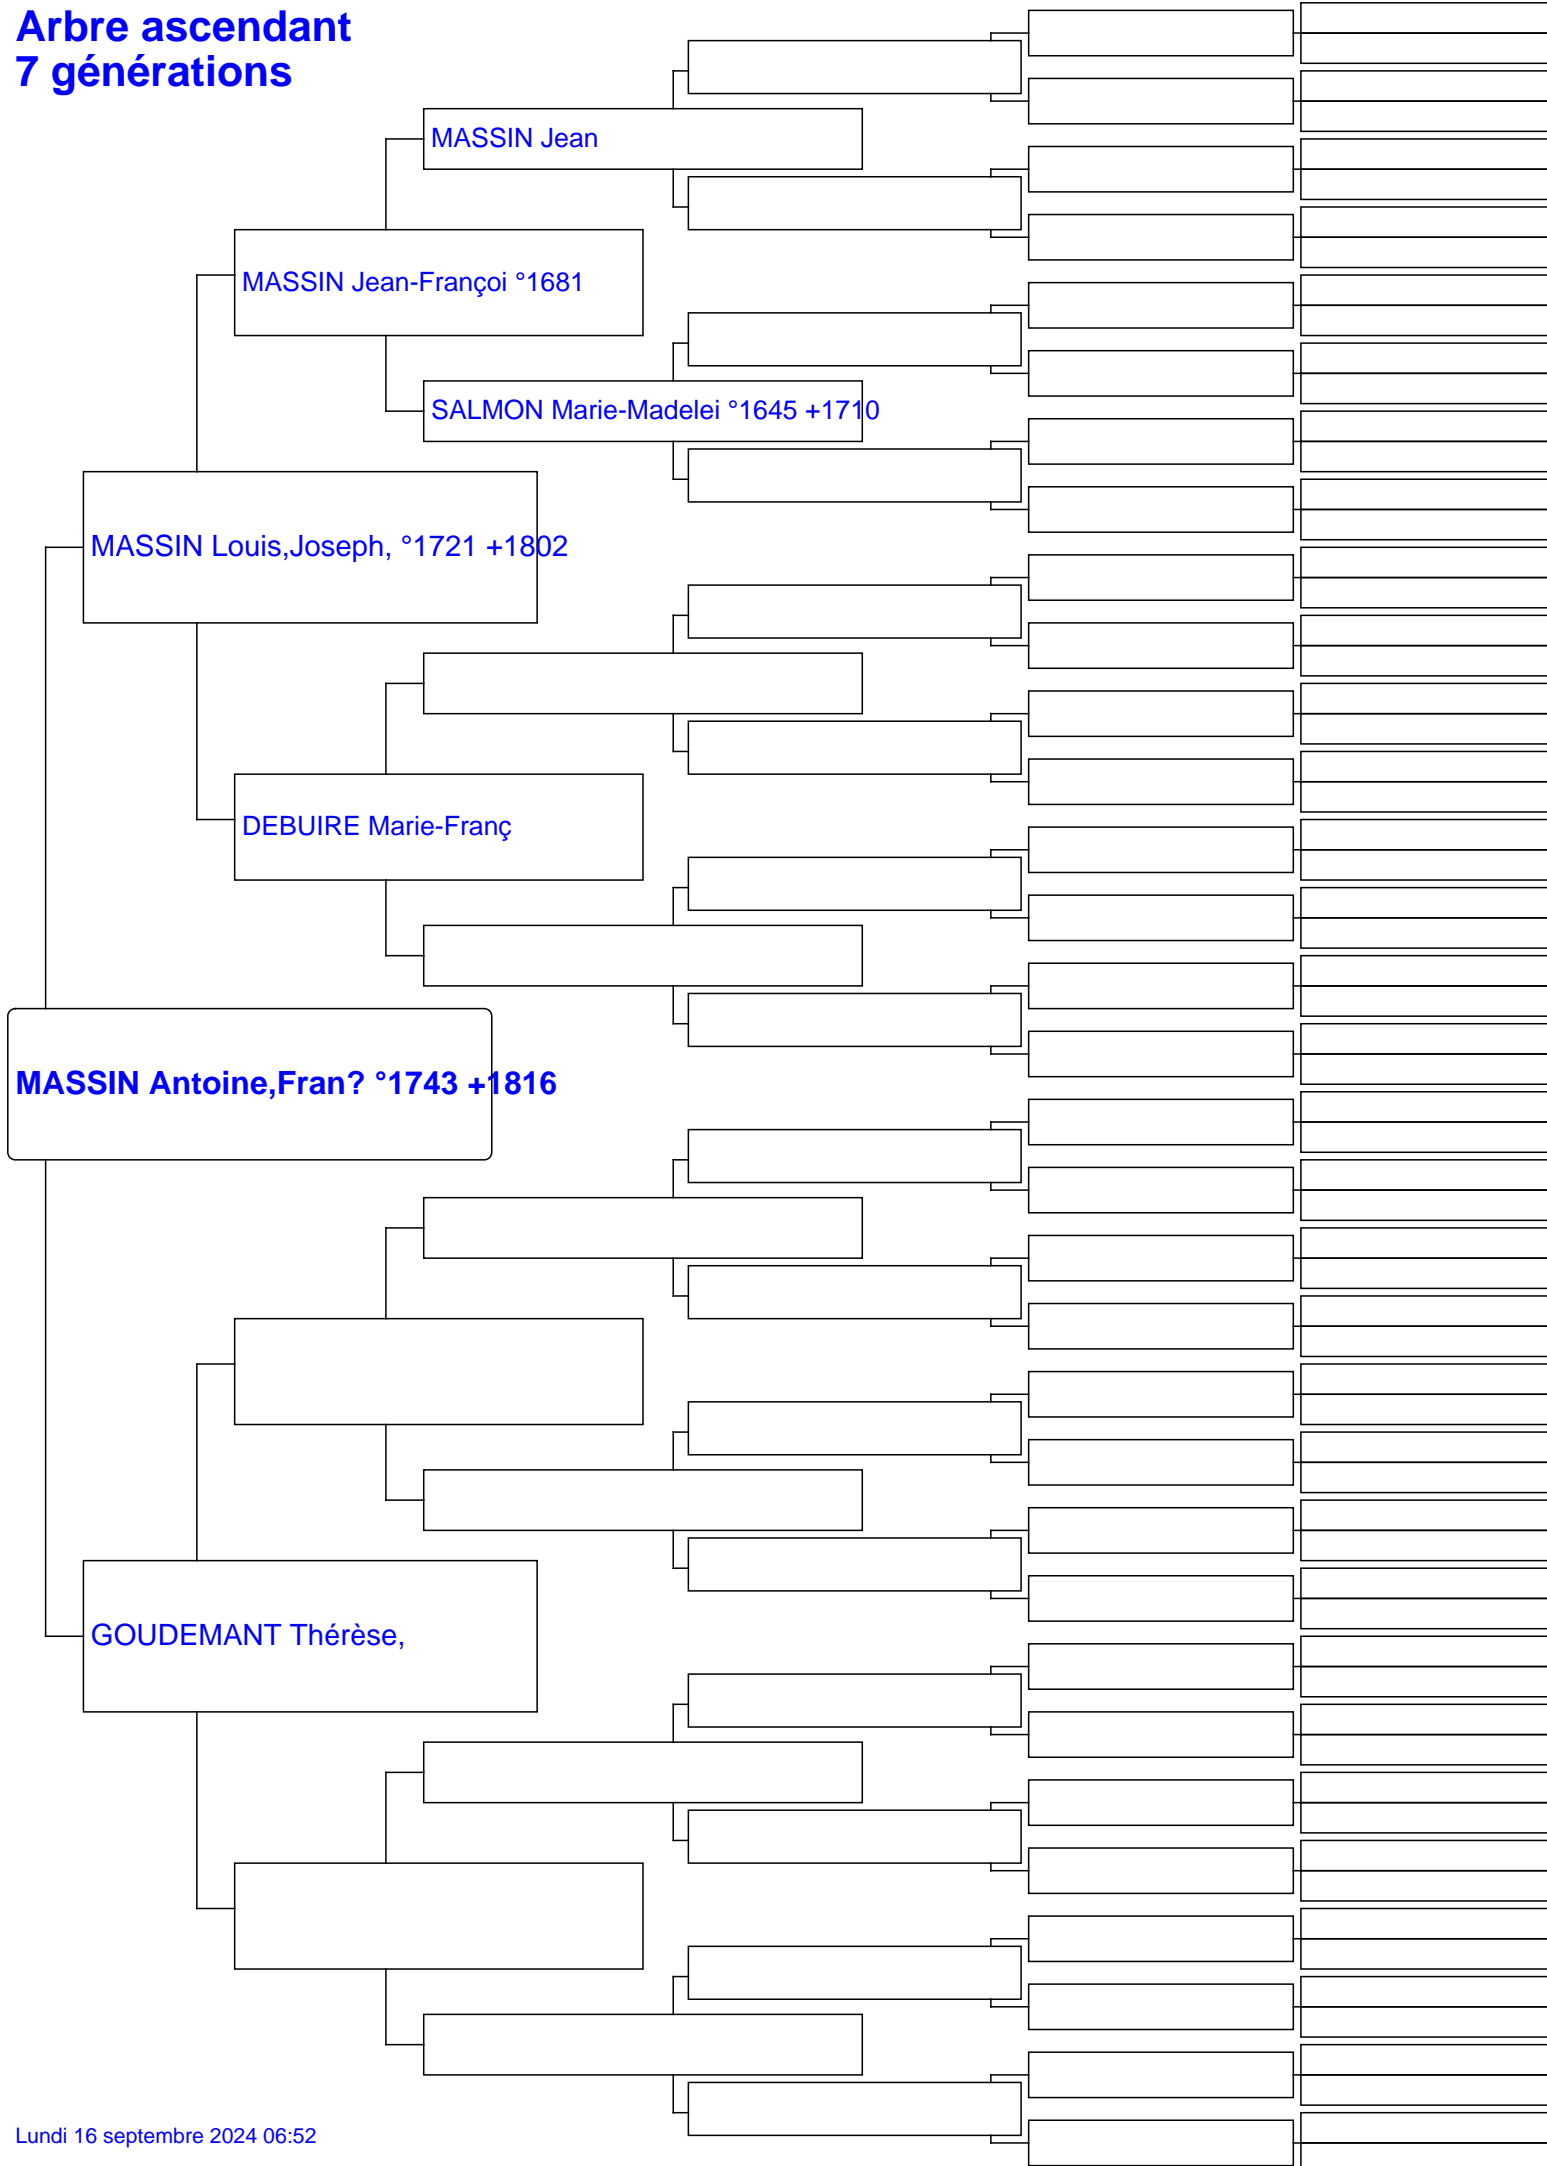 Arbre ascendant
7 générations
MASSIN Jean
MASSIN Jean-Françoi °1681
SALMON Marie-Madelei °1645 +1710
MASSIN Louis,Joseph, °1721 +1802
DEBUIRE Marie-Franç
MASSIN Antoine,Fran? °1743 +1816
GOUDEMANT Thérèse,
Lundi 16 septembre 2024 06:52